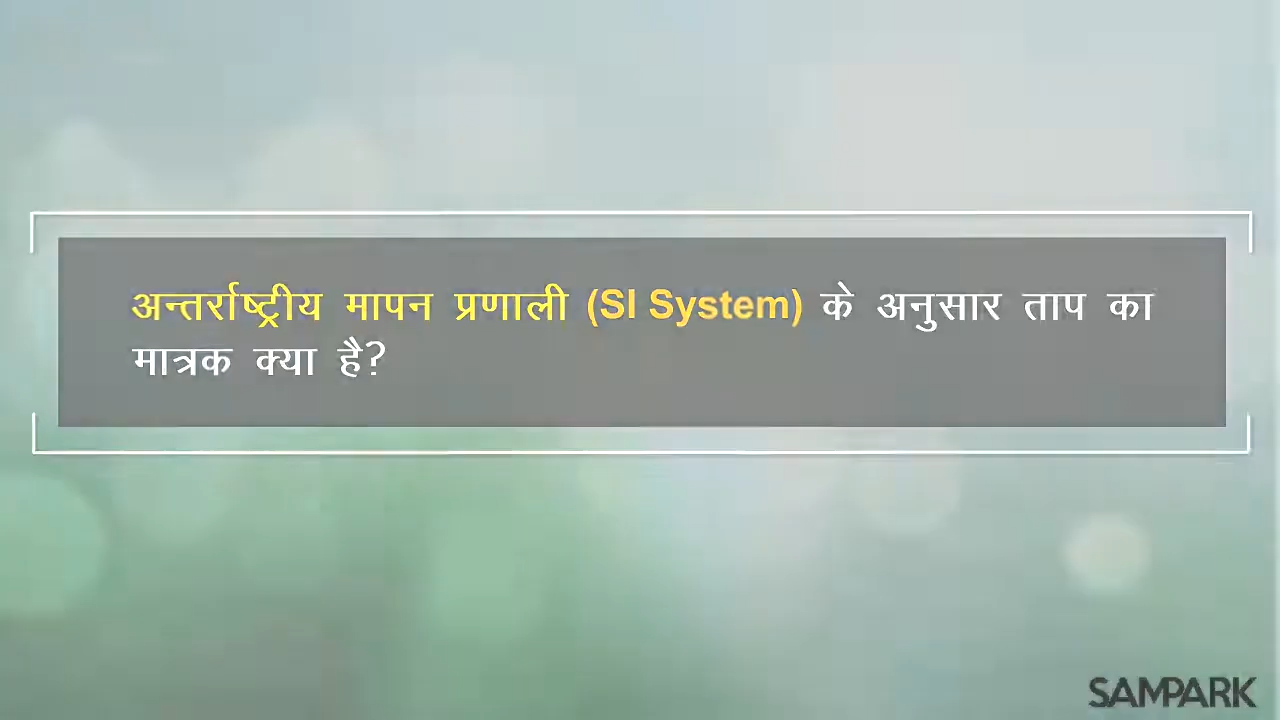 अन्तर्राष्ट्रीय मापन प्रणाली (SI System) के अनुसार ताप का
मात्रक क्या है?
SAMPARK